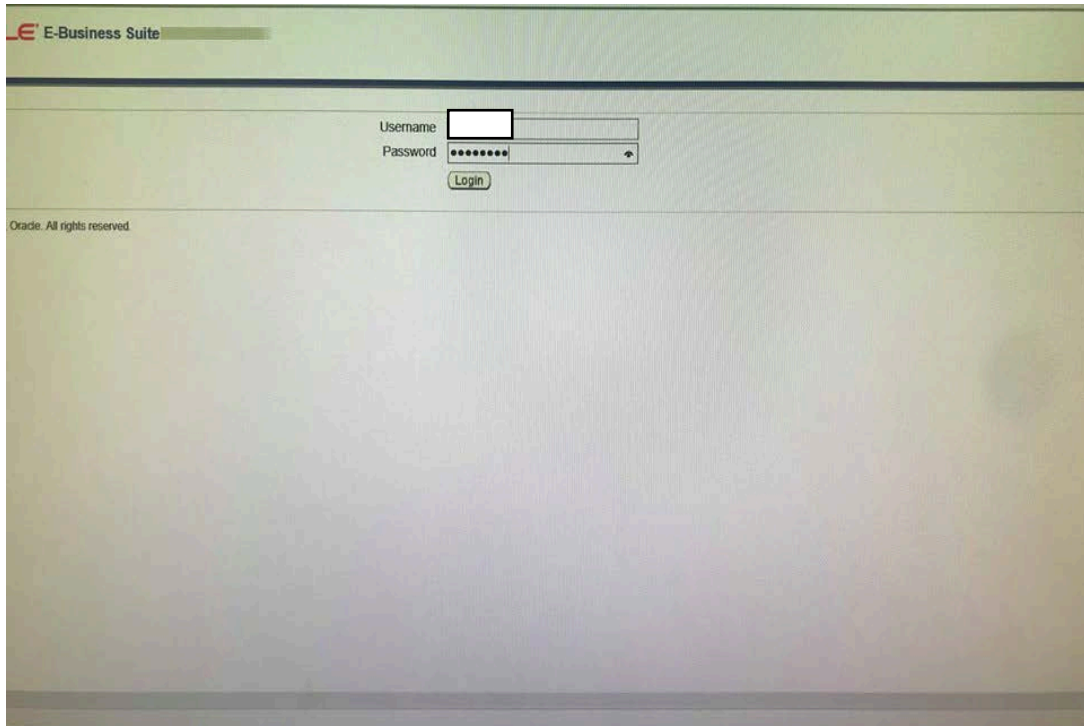 E E-Business Suite
Username
Password ••••••••
Login
Oracle. All rights reserved.